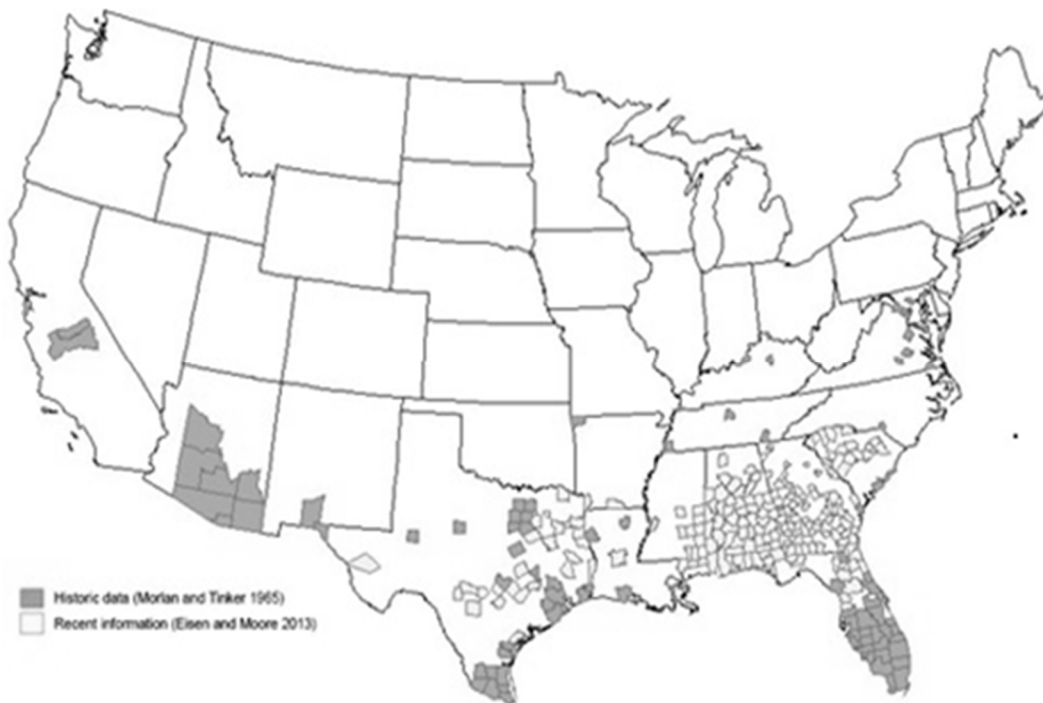 Historic data (Morlan and Tinker 1965)
Recent information (Eisen and Moore 2013)